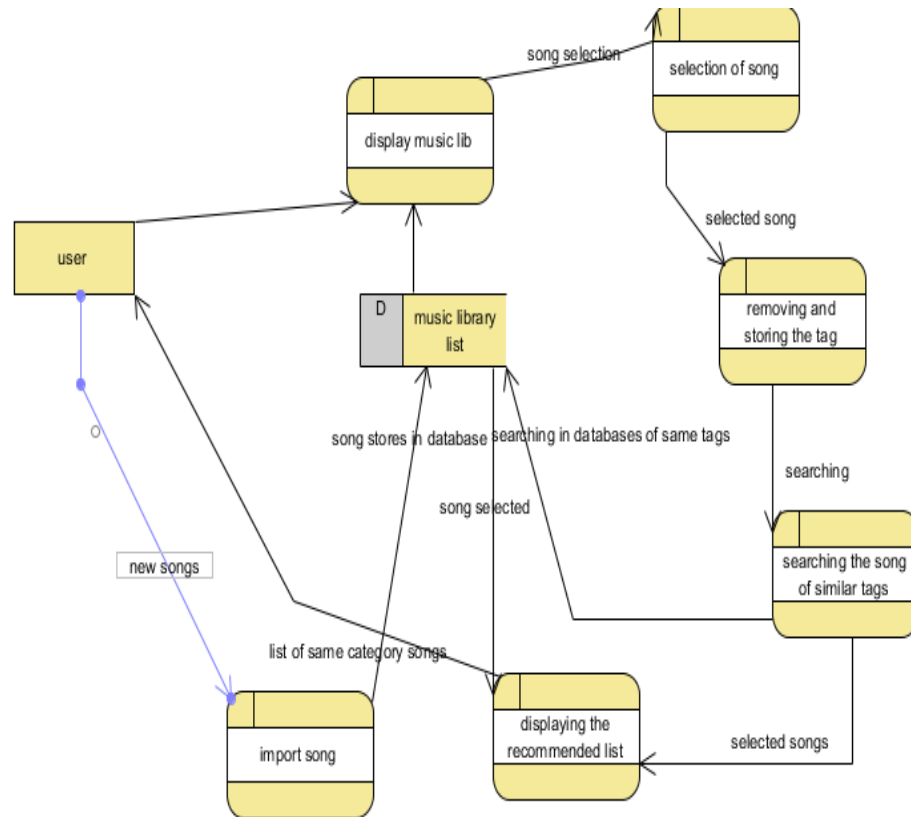 song selection
selection of song
display music lib
selected song
user
D
music library
list
removing and
storing the tag
song stores in database
searching in databases of same tags
searching
song selected
new songs
searching the song
of similar tags
list of same category songs
displaying the
recommended list
selected songs
import song